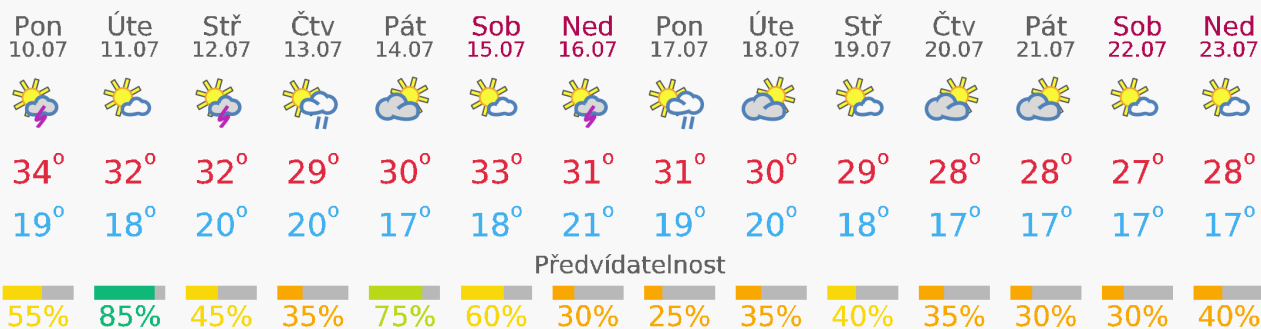 Pon Úte Stř Čtv Pát Sob Ned Pon Úte Stř Čtv Pát Sob Ned
10.07 11.07 12.07 13.07 14.07 15.07 16.07 17.07 18.07 19.07 20.07 21.07 22.07 23.07
34° 32° 32° 29° 30° 33° 31° 31° 30° 29° 28° 28° 27° 28°
19° 18° 20° 20° 17° 18° 21° 19° 20° 18° 17° 17° 17° 17°
Předvídatelnost
55% 85% 45% 35% 75% 60% 30% 25% 35% 40% 35% 30% 30% 40%